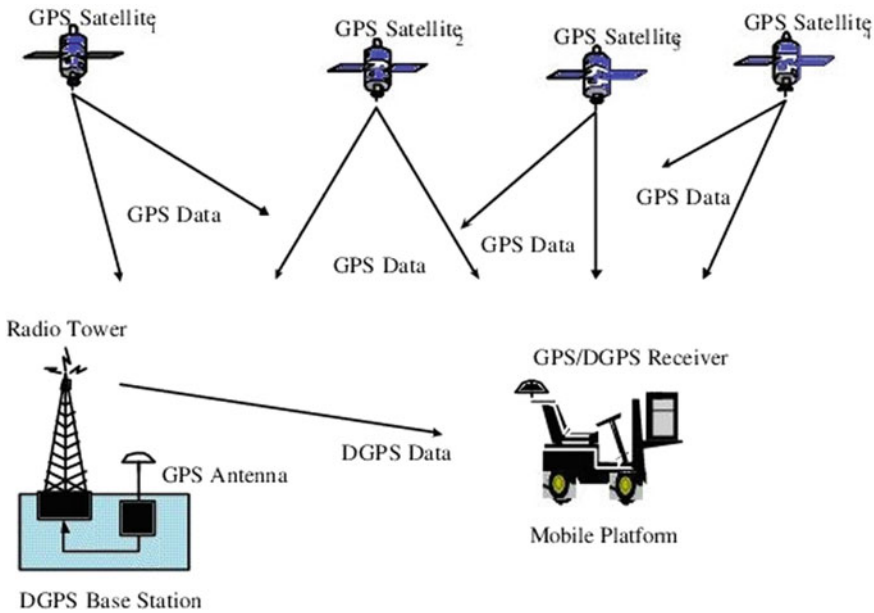 GPS Satellite1
GPS Satellite2
GPS Satellite3
GPS Satellite4
GPS Data
GPS Data
GPS Data
GPS Data
Radio Tower
GPS/DGPS Receiver
DGPS Data
GPS Antenna
Mobile Platform
DGPS Base Station